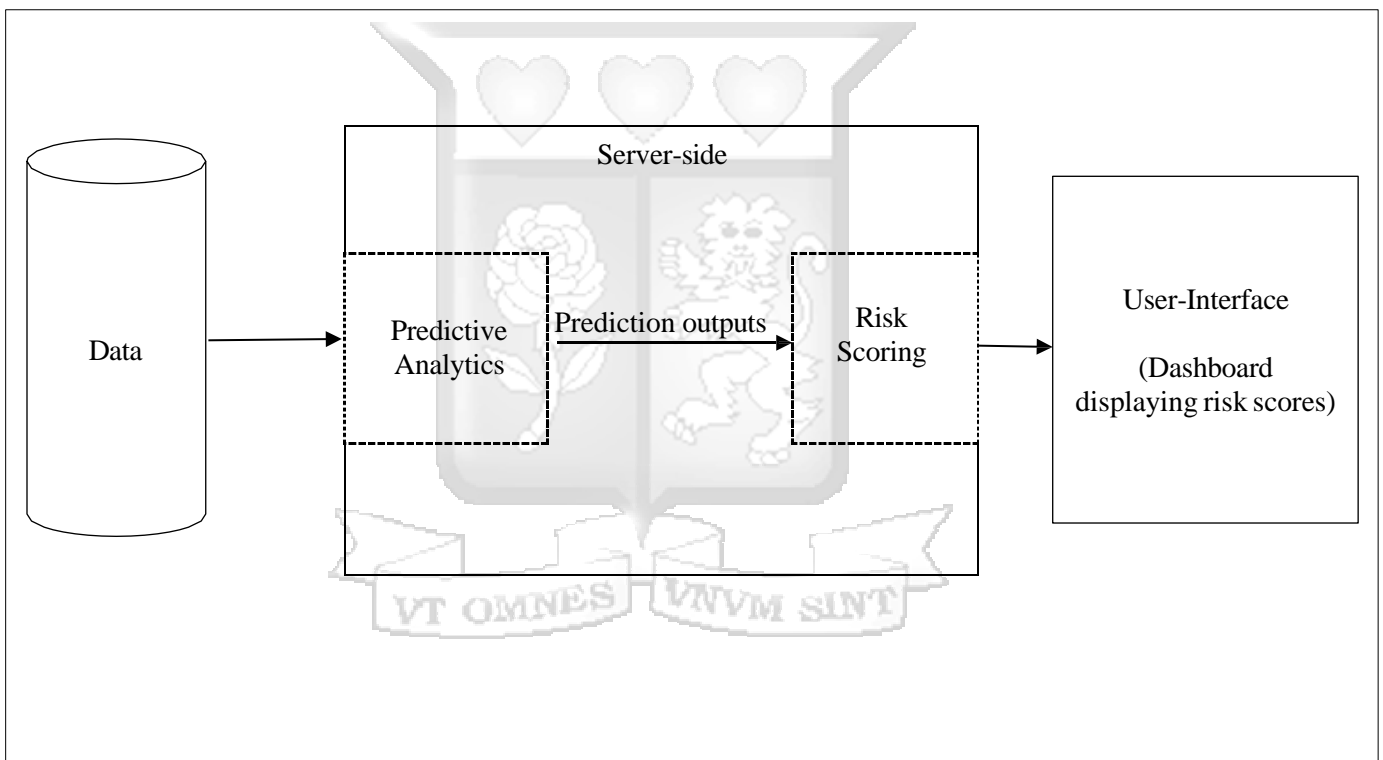 Server-side
Data
Predictive
Analytics
Prediction outputs
Risk
Scoring
User-Interface
(Dashboard
displaying risk scores)
VT OMNES VNVM SINT